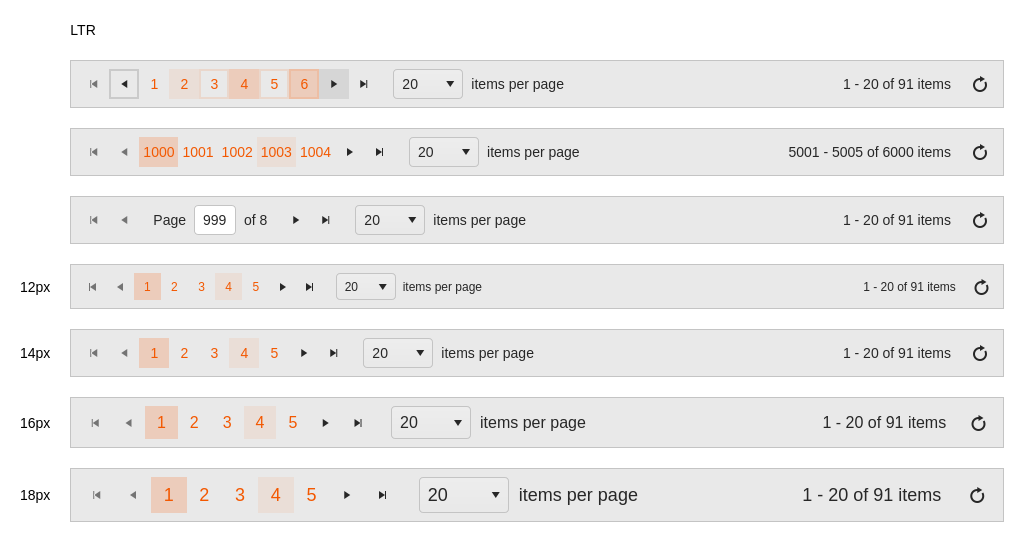 LTR
1 2 3 4 5 6 20 items per page 1 - 20 of 91 items
1000 1001 1002 1003 1004 20 items per page 5001 - 5005 of 6000 items
Page 999 of 8 20 items per page 1 - 20 of 91 items
12px 1 2 3 4 5 20 items per page 1 - 20 of 91 items
14px 1 2 3 4 5 20 items per page 1 - 20 of 91 items
16px 1 2 3 4 5 20 items per page 1 - 20 of 91 items
18px 1 2 3 4 5 20 items per page 1 - 20 of 91 items